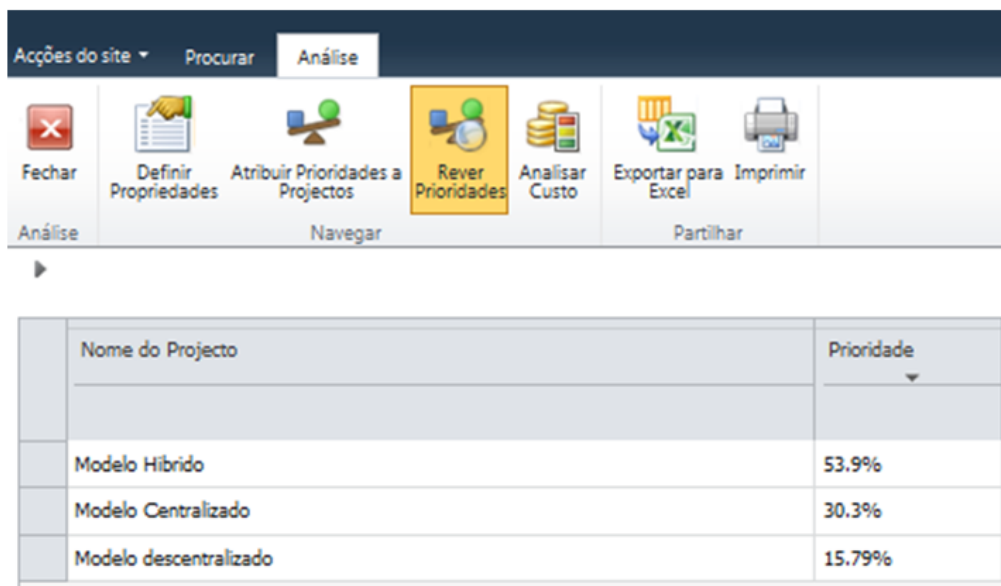 Acções do site Procurar Análise
Fechar Definir Propriedades Atribuir Prioridades a Projectos Rever Prioridades Analisar Custo Exportar para Excel Imprimir
Análise Navegar Partilhar
Nome do Projecto Prioridade
Modelo Hibrido 53.9%
Modelo Centralizado 30.3%
Modelo descentralizado 15.79%